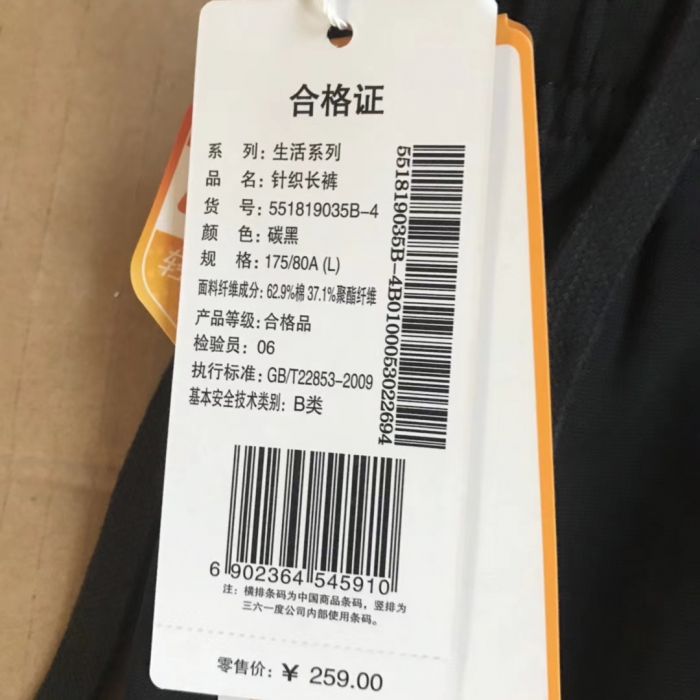 合格证
系 列: 生活系列
品 名: 针织长裤
货 号: 551819035B-4
颜 色: 碳黑
规 格: 175/80A (L)
面料纤维成分: 62.9%棉 37.1%聚酯纤维
产品等级: 合格品
检验员: 06
执行标准: GB/T22853-2009
基本安全技术类别: B类
551819035B-4B0100053022694
6 902364 545910
注: 横排条码为中国商品条码，竖排为
三六一度公司内部使用条码。
零售价: ¥ 259.00